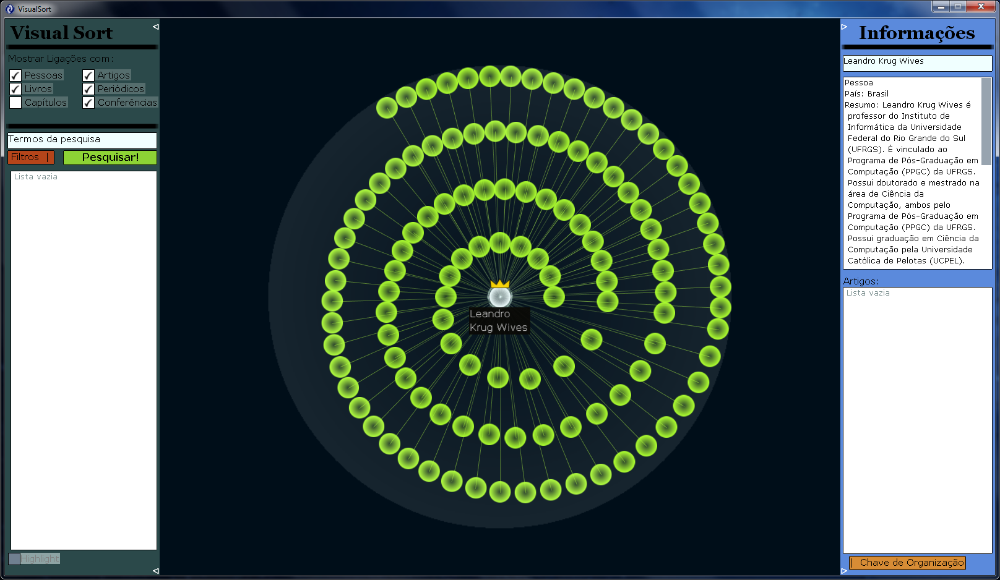 VisualSort
Visual Sort
Mostrar Ligações com:
Pessoas
Artigos
Livros
Periódicos
Capítulos
Conferências
Termos da pesquisa
Filtros |
Pesquisar!
Lista vazia
Highlight
Leandro
Krug Wives
Informações
Leandro Krug Wives
Pessoa
País: Brasil
Resumo: Leandro Krug Wives é
professor do Instituto de
Informática da Universidade
Federal do Rio Grande do Sul
(UFRGS). É vinculado ao
Programa de Pós-Graduação em
Computação (PPGC) da UFRGS.
Possui doutorado e mestrado na
área de Ciência da
Computação, ambos pelo
Programa de Pós-Graduação em
Computação (PPGC) da UFRGS.
Possui graduação em Ciência da
Computação pela Universidade
Católica de Pelotas (UCPEL).
Artigos:
Lista vazia
| Chave de Organização